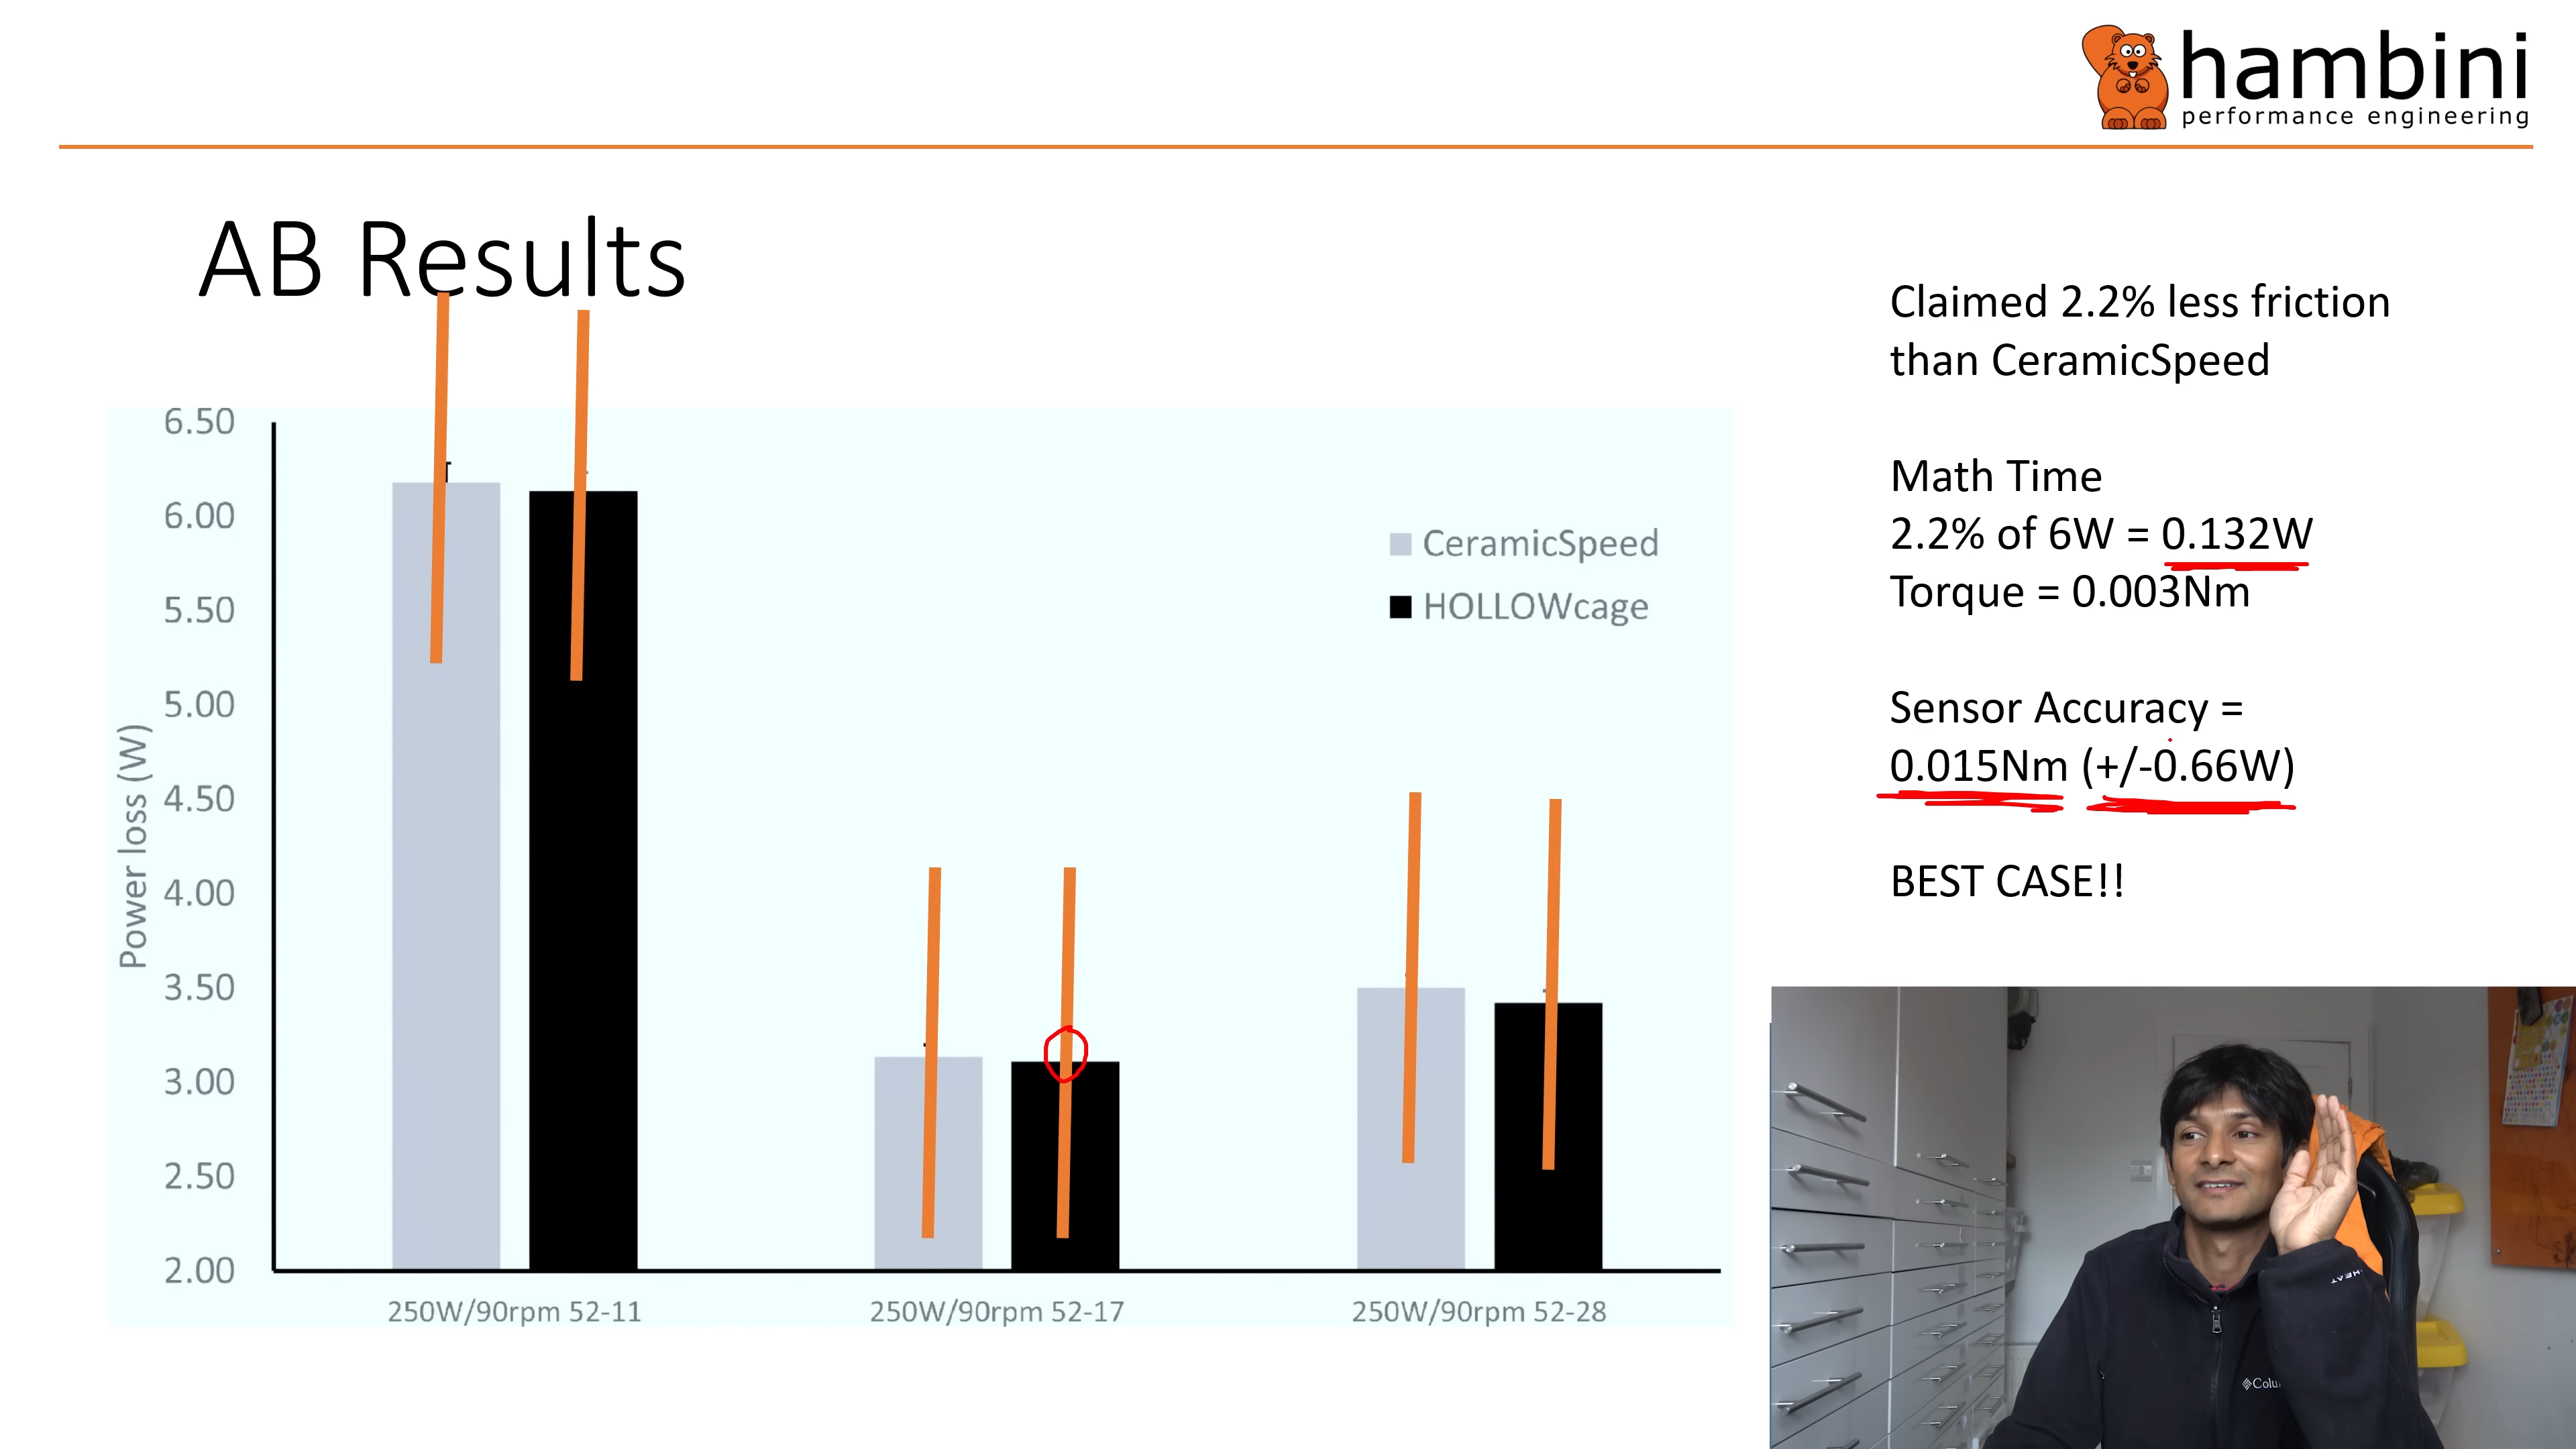 hambini
performance engineering
AB Results
Claimed 2.2% less friction
than CeramicSpeed
Math Time
2.2% of 6W = 0.132W
Torque = 0.003Nm
Sensor Accuracy =
0.015Nm (+/-0.66W)
BEST CASE!!
Power loss (W)
6.50
6.00
5.50
5.00
4.50
4.00
3.50
3.00
2.50
2.00
CeramicSpeed
HOLLOWcage
250W/90rpm 52-11
250W/90rpm 52-17
250W/90rpm 52-28